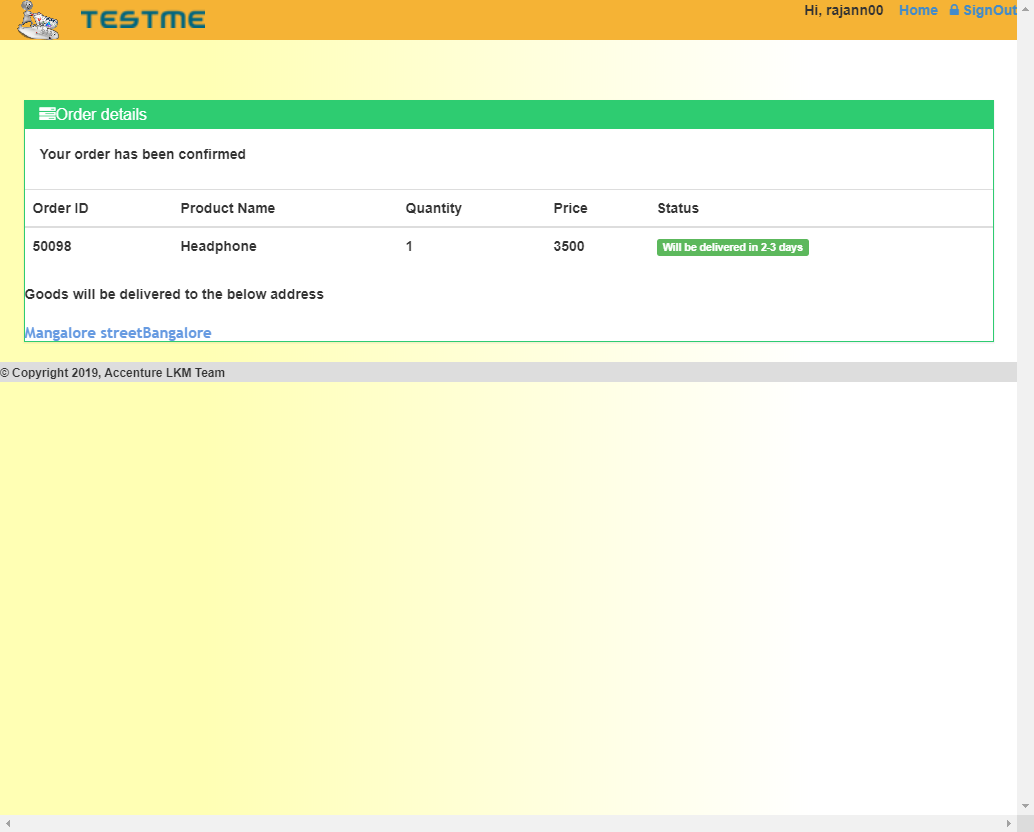 TESTME
Hi, rajann00 Home SignOut
Order details
Your order has been confirmed
Order ID Product Name Quantity Price Status
50098 Headphone 1 3500 Will be delivered in 2-3 days
Goods will be delivered to the below address
Mangalore streetBangalore
© Copyright 2019, Accenture LKM Team